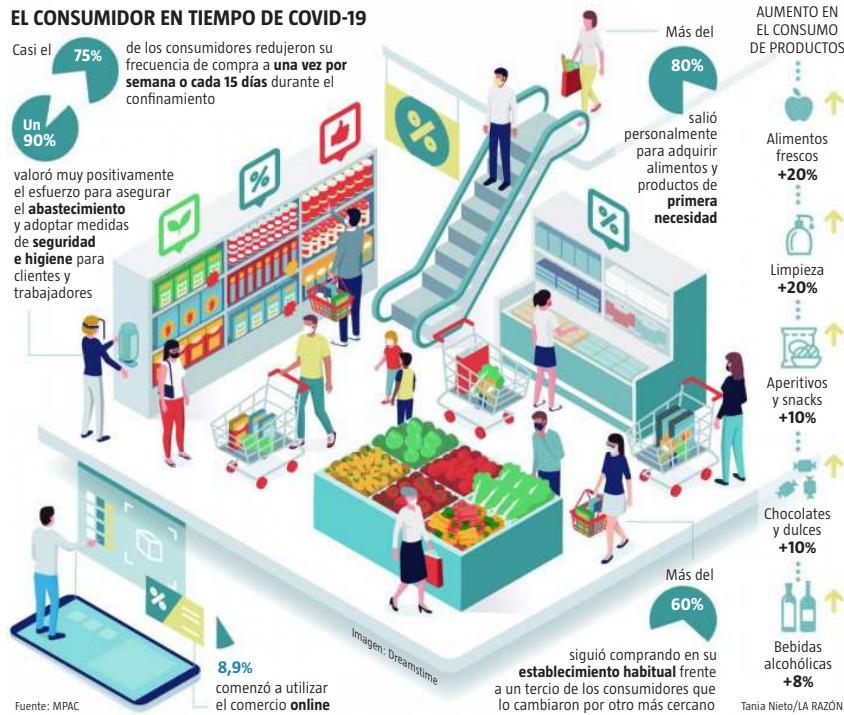 EL CONSUMIDOR EN TIEMPO DE COVID-19
Casi el
75%
de los consumidores redujeron su
frecuencia de compra a una vez por
semana o cada 15 días durante el
confinamiento
Un
90%
valoró muy positivamente
el esfuerzo para asegurar
el abastecimiento
y adoptar medidas
de seguridad
e higiene para
clientes y
trabajadores
%
%
%
Más del
80%
salió
personalmente
para adquirir
alimentos y
productos de
primera
necesidad
AUMENTO EN
EL CONSUMO
DE PRODUCTOS
Alimentos
frescos
+20%
Limpieza
+20%
Aperitivos
y snacks
+10%
Chocolates
y dulces
+10%
Bebidas
alcohólicas
+8%
%
8,9%
comenzó a utilizar
el comercio online
Imagen: Dreamstime
Más del
60%
siguió comprando en su
establecimiento habitual frente
a un tercio de los consumidores que
lo cambiaron por otro más cercano
Fuente: MPAC
Tania Nieto/LA RAZÓN